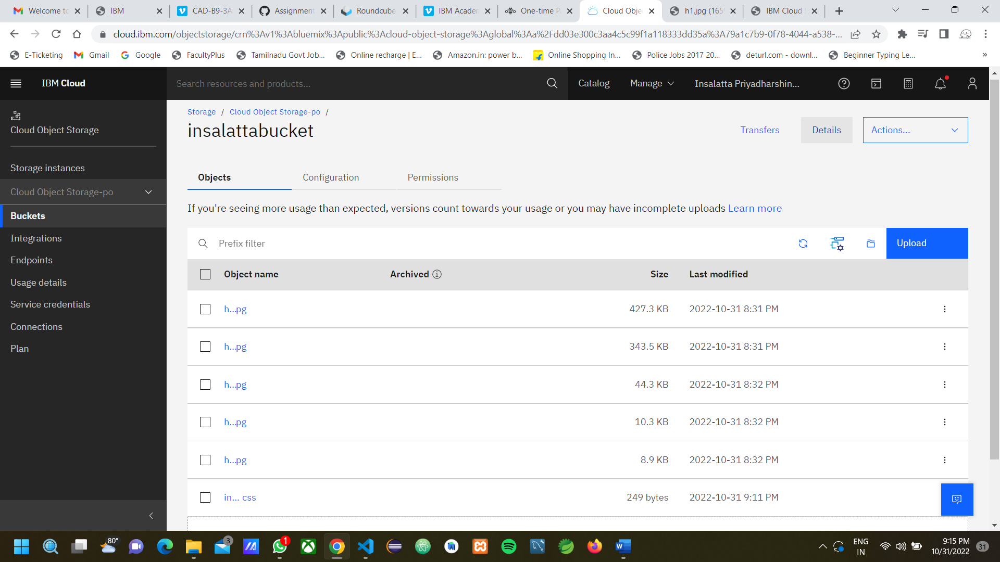 Welcome to
IBM
CAD-B9-3A
Assignment
Roundcube
IBM Academ
One-time P
Cloud Obje
h1.jpg (165
IBM Cloud
cloud.ibm.com/objectstorage/crn%3Av1%3Abluemix%3Apublic%3Acloud-object-storage%3Aglobal%3Aa%2Fdd03e300c3aa4c5c99f1a118333dd35a%3A79a1c7b9-0f78-4044-a538-...
E-Ticketing
Gmail
Google
FacultyPlus
Tamilnadu Govt Job...
Online recharge | E...
Amazon.in: power b...
Online Shopping In...
Police Jobs 2017 20...
deturl.com - downl...
Beginner Typing Le...
»
IBM Cloud
Search resources and products...
Catalog
Manage
Insalatta Priyadharshin...
Cloud Object Storage
Storage instances
Cloud Object Storage-po
Buckets
Integrations
Endpoints
Usage details
Service credentials
Connections
Plan
Storage / Cloud Object Storage-po /
insalattabucket
Transfers
Details
Actions...
Objects
Configuration
Permissions
If you're seeing more usage than expected, versions count towards your usage or you may have incomplete uploads Learn more
Prefix filter
Upload
Object name Archived Size Last modified
h...pg 427.3 KB 2022-10-31 8:31 PM
h...pg 343.5 KB 2022-10-31 8:31 PM
h...pg 44.3 KB 2022-10-31 8:32 PM
h...pg 10.3 KB 2022-10-31 8:32 PM
h...pg 8.9 KB 2022-10-31 8:32 PM
in... css 249 bytes 2022-10-31 9:11 PM
80°
3
1
ENG
IN
9:15 PM
10/31/2022
31